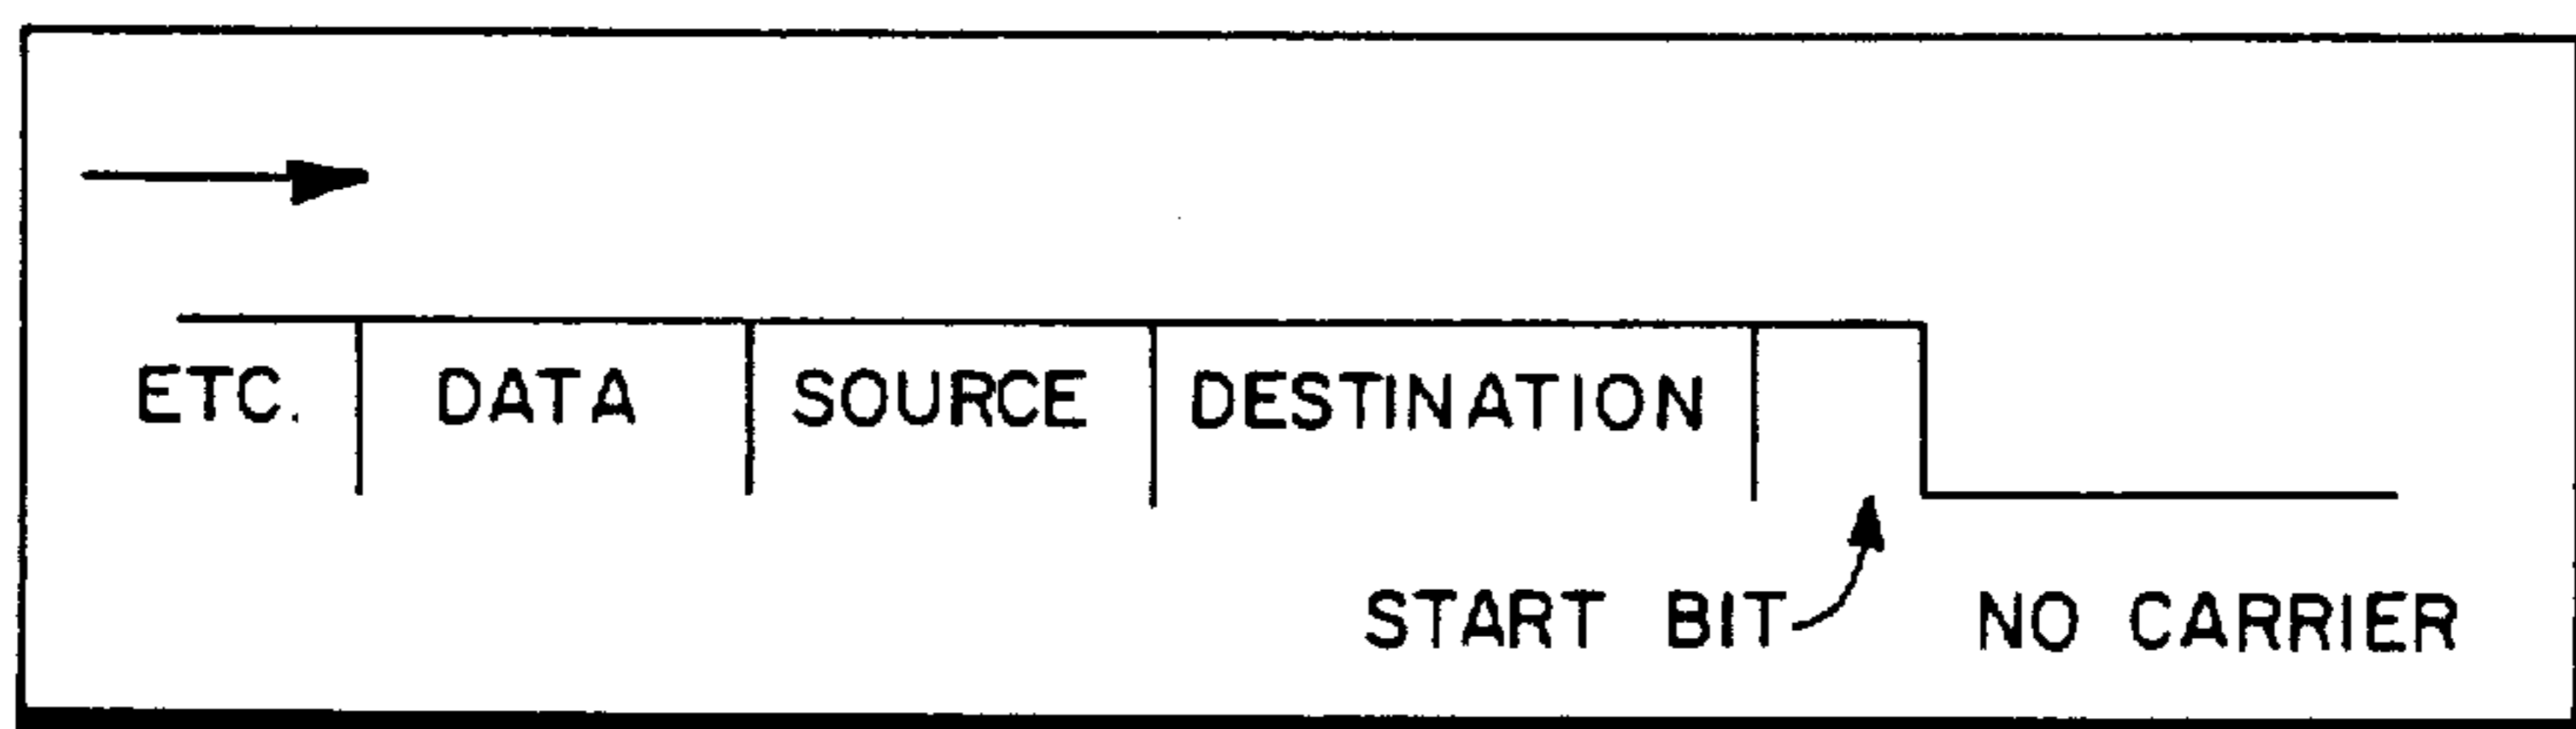 ETC. DATA SOURCE DESTINATION
START BIT NO CARRIER